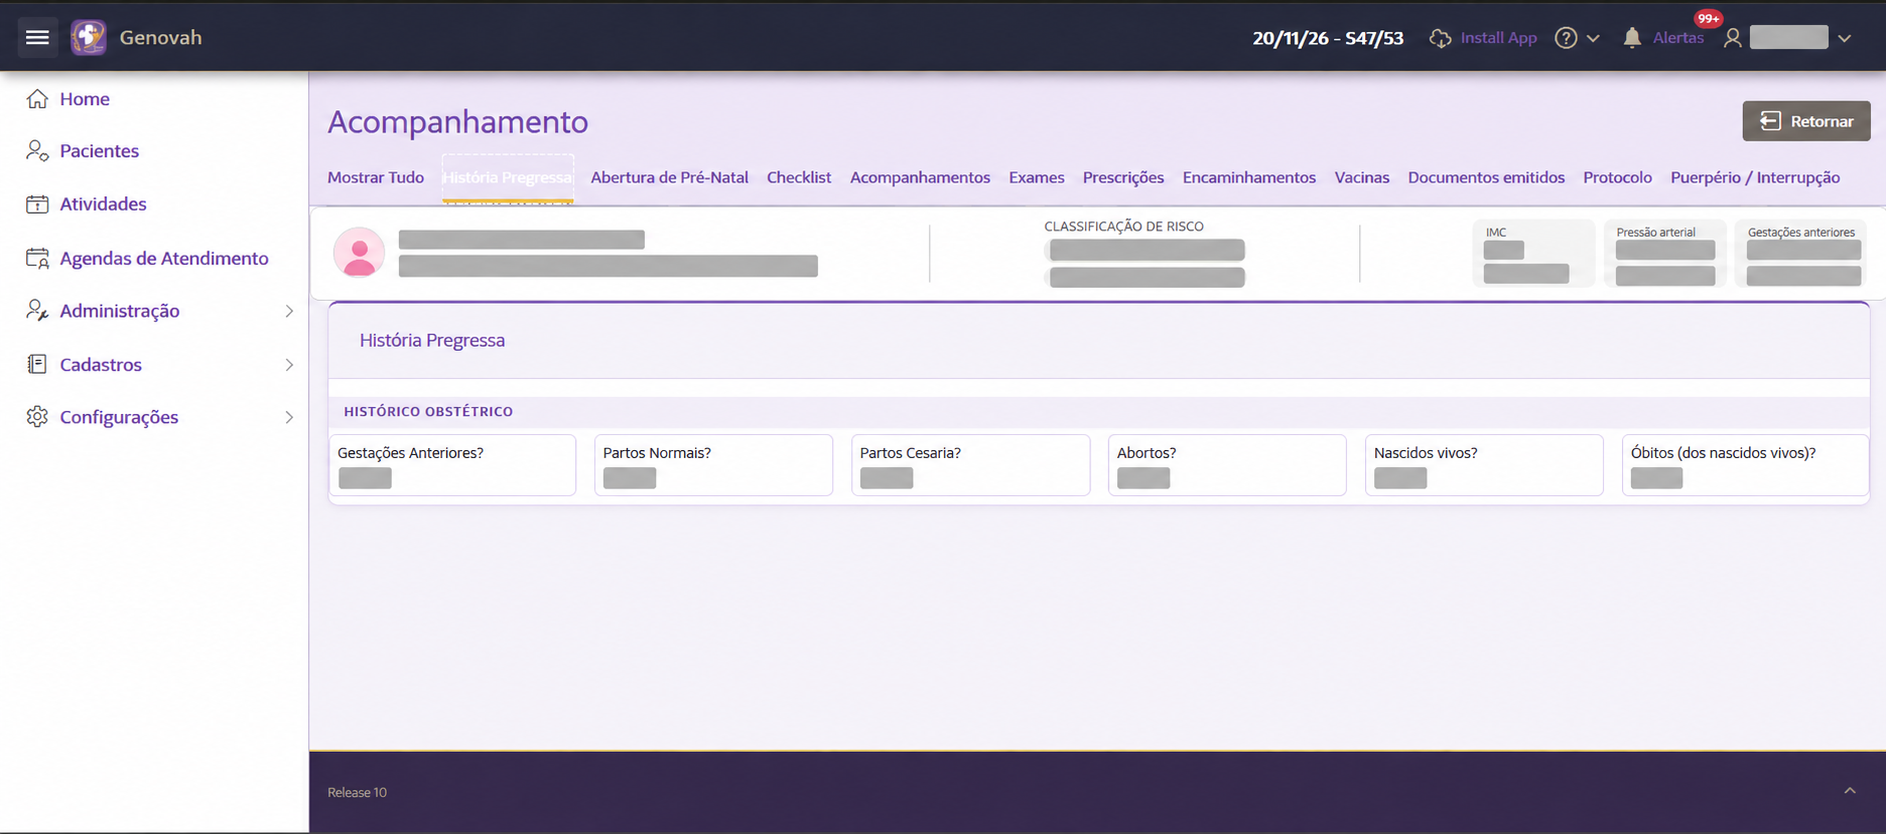 Genovah
20/11/26 - S47/53
Install App
Alertas
99+
Home
Pacientes
Atividades
Agendas de Atendimento
Administração
Cadastros
Configurações
Acompanhamento
Retornar
Mostrar Tudo
História Pregressa
Abertura de Pré-Natal
Checklist
Acompanhamentos
Exames
Prescrições
Encaminhamentos
Vacinas
Documentos emitidos
Protocolo
Puerpério / Interrupção
CLASSIFICAÇÃO DE RISCO
IMC
Pressão arterial
Gestações anteriores
História Pregressa
HISTÓRICO OBSTÉTRICO
Gestações Anteriores?
Partos Normais?
Partos Cesaria?
Abortos?
Nascidos vivos?
Óbitos (dos nascidos vivos)?
Release 10